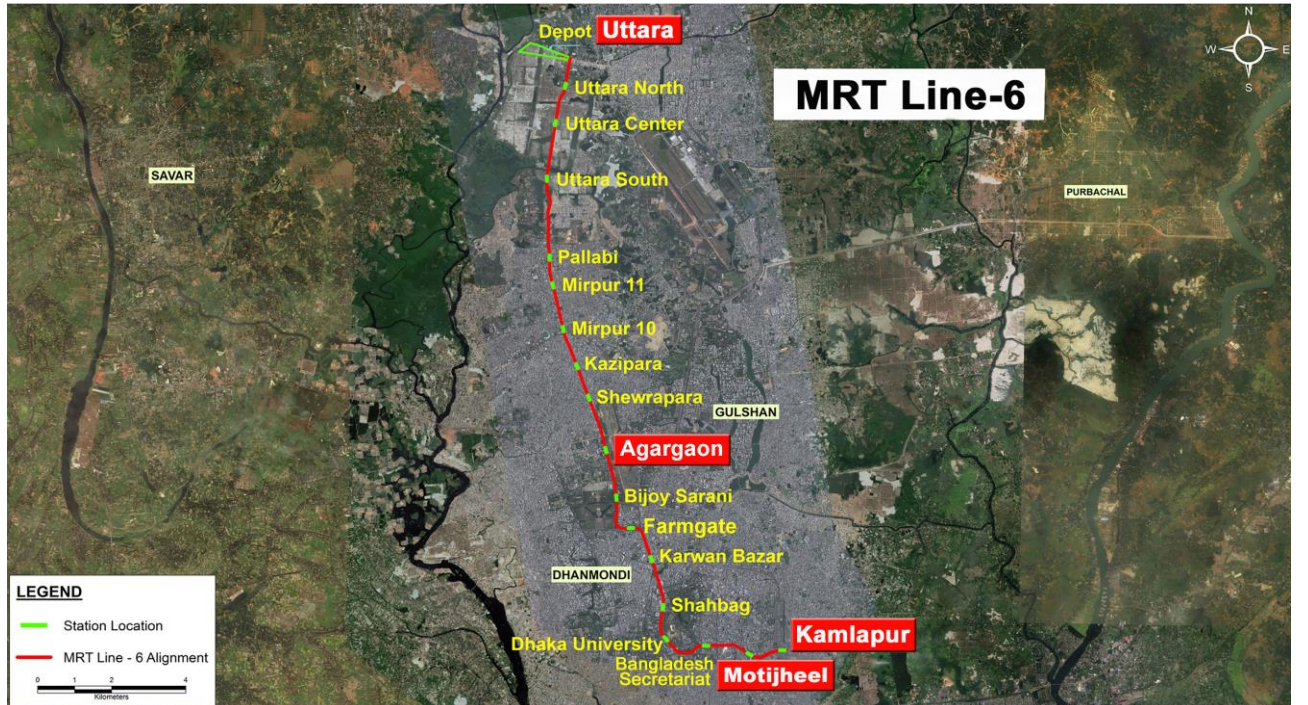 Depot Uttara
MRT Line-6
N
W E
S
Uttara North
Uttara Center
SAVAR
Uttara South
PURBACHAL
Pallabi
Mirpur 11
Mirpur 10
Kazipara
Shewrapara
GULSHAN
Agargaon
Bijoy Sarani
Farmgate
Karwan Bazar
DHANMONDI
Shahbag
Dhaka University
Kamlapur
Bangladesh
Secretariat
Motijheel
LEGEND
Station Location
MRT Line - 6 Alignment
0 1 2 4
Kilometers